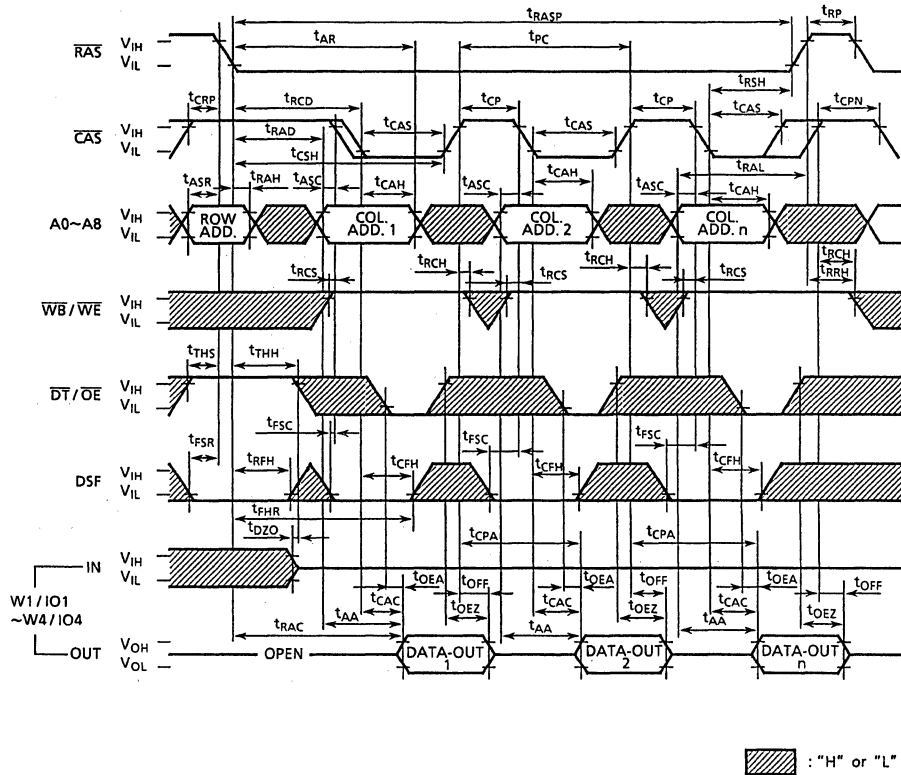 tRASP tRP
tAR tPC
RAS VIH
VIL
tRSH
tCRP tRCD tCP tCP tCAS tCPN
CAS VIH
VIL
tRAD tCAS tCAS
tCSH tRAL
tASR tRAH tASC tCAH tASC tCAH tASC tCAH
A0~A8 VIH
VIL
ROW ADD. COL. ADD. 1 COL. ADD. 2 COL. ADD. n
tRCS tRCH tRCS tRCH tRCS tRCH
tRRH
WB/WE VIH
VIL
tTHS tTHH
DT/OE VIH
VIL
tFSC tFSC tFSC
tFSR tRFH tCFH tCFH tCFH
DSF VIH
VIL
tFHR
tDZO tCPA tCPA
IN VIH
VIL
W1/IO1
~W4/IO4
tOEA tOFF tOEA tOFF tOEA tOFF
tCAC tOEZ tCAC tOEZ tCAC tOEZ
tAA tAA tAA
tRAC
OUT VOH
VOL
OPEN DATA-OUT 1 DATA-OUT 2 DATA-OUT n
: "H" or "L"